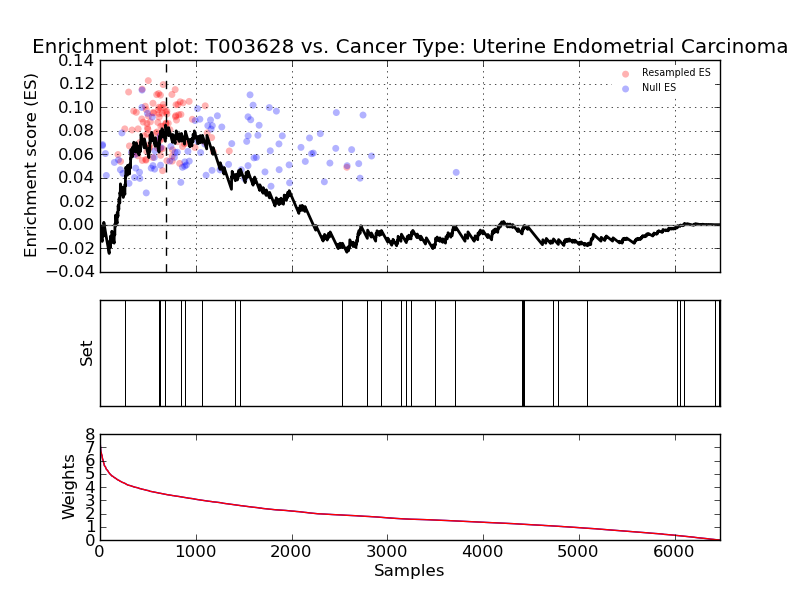 Enrichment plot: T003628 vs. Cancer Type: Uterine Endometrial Carcinoma
0.14
0.12
0.10
0.08
0.06
0.04
0.02
0.00
−0.02
−0.04
Enrichment score (ES)
Resampled ES
Null ES
Set
8
7
6
5
4
3
2
1
0
Weights
0 1000 2000 3000 4000 5000 6000
Samples